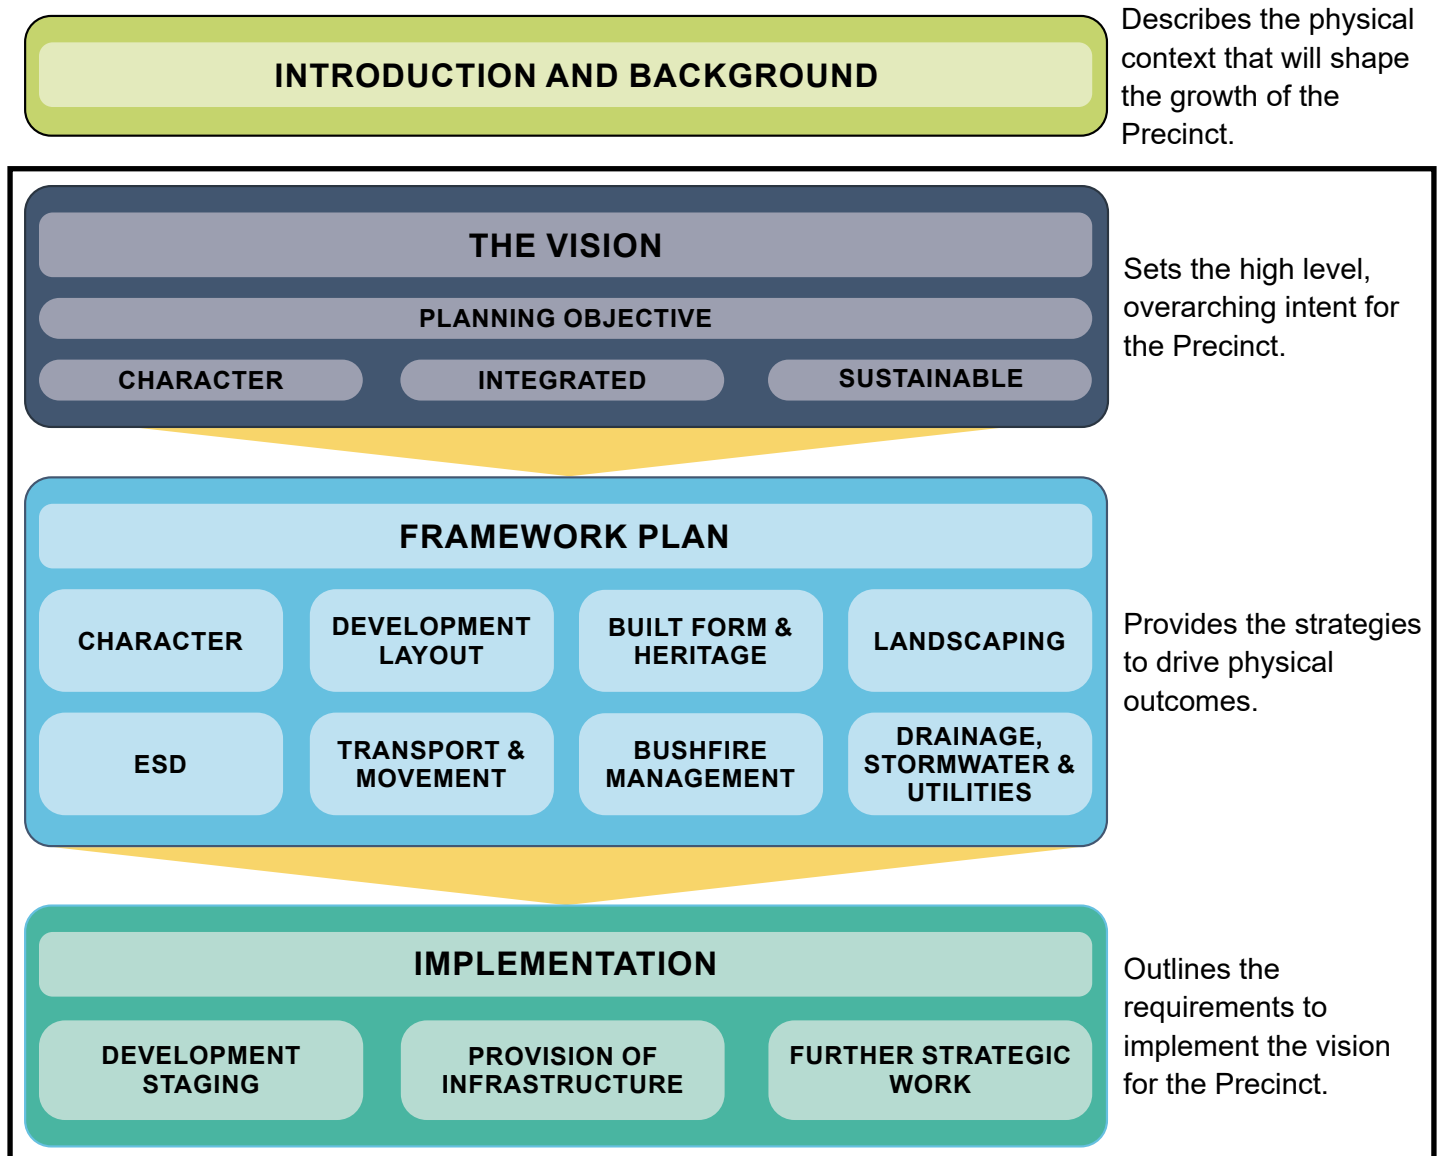 INTRODUCTION AND BACKGROUND
Describes the physical
context that will shape
the growth of the
Precinct.
THE VISION
PLANNING OBJECTIVE
CHARACTER
INTEGRATED
SUSTAINABLE
Sets the high level,
overarching intent for
the Precinct.
FRAMEWORK PLAN
CHARACTER
DEVELOPMENT
LAYOUT
BUILT FORM &
HERITAGE
LANDSCAPING
ESD
TRANSPORT &
MOVEMENT
BUSHFIRE
MANAGEMENT
DRAINAGE,
STORMWATER &
UTILITIES
Provides the strategies
to drive physical
outcomes.
IMPLEMENTATION
DEVELOPMENT
STAGING
PROVISION OF
INFRASTRUCTURE
FURTHER STRATEGIC
WORK
Outlines the
requirements to
implement the vision
for the Precinct.